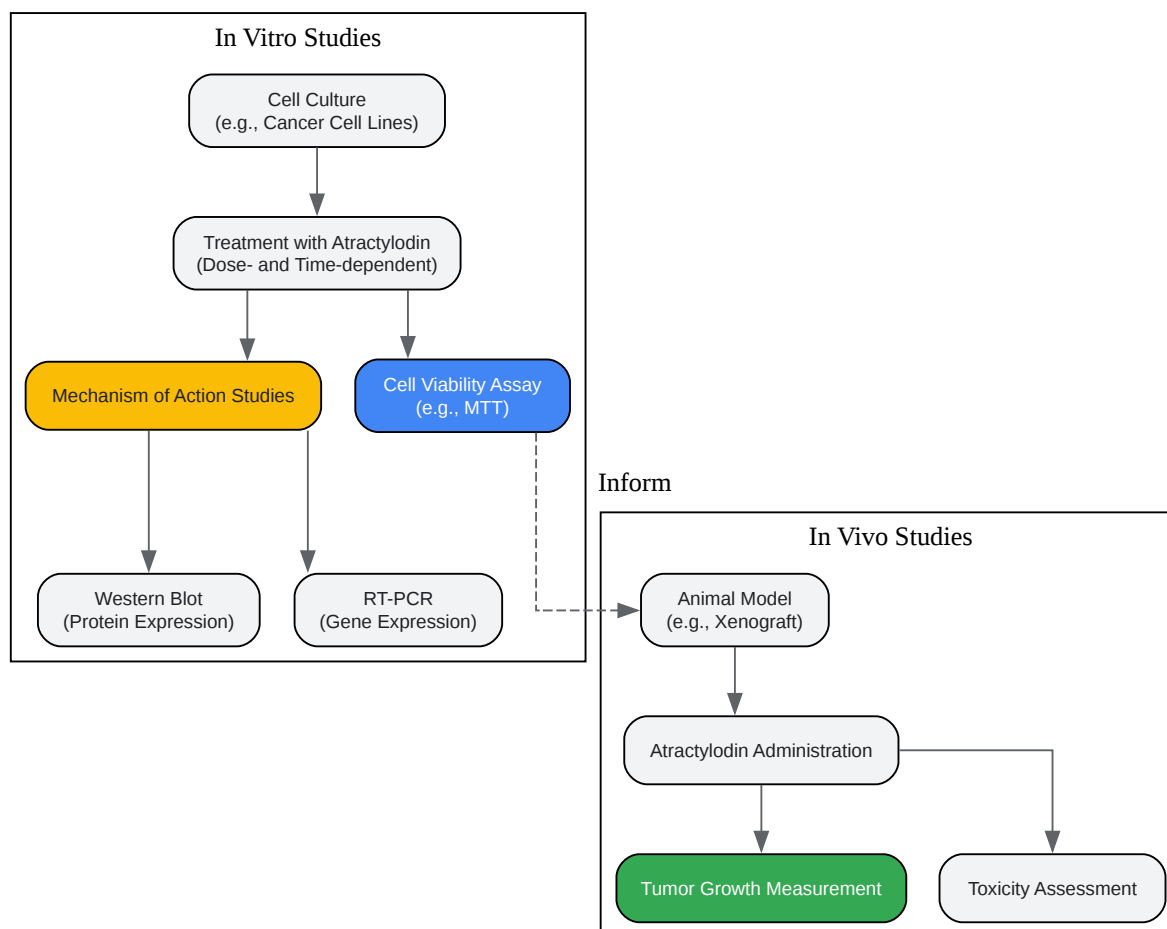 In Vitro Studies
Cell Culture
(e.g., Cancer Cell Lines)
Treatment with Atractylodin
(Dose- and Time-dependent)
Mechanism of Action Studies
Cell Viability Assay
(e.g., MTT)
Western Blot
(Protein Expression)
RT-PCR
(Gene Expression)
Inform
In Vivo Studies
Animal Model
(e.g., Xenograft)
Atractylodin Administration
Tumor Growth Measurement
Toxicity Assessment